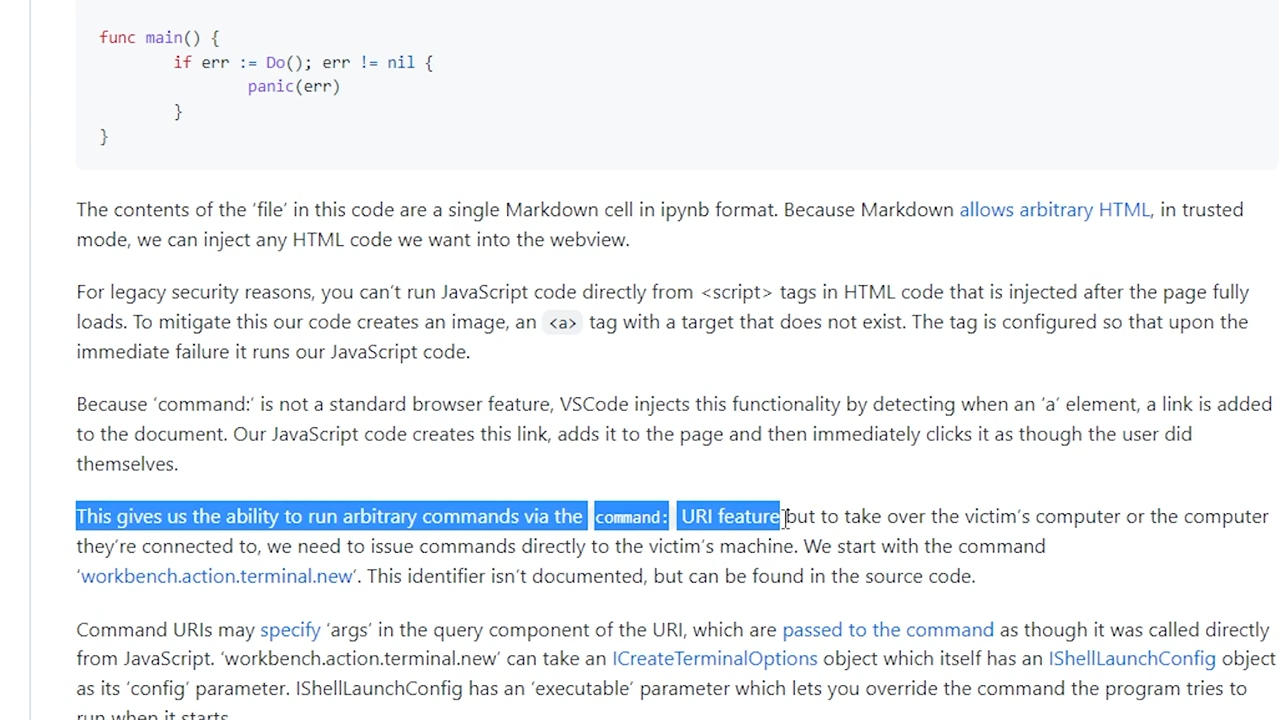 func main() {
if err := Do(); err != nil {
panic(err)
}
}
The contents of the ‘file’ in this code are a single Markdown cell in ipynb format. Because Markdown allows arbitrary HTML, in trusted
mode, we can inject any HTML code we want into the webview.
For legacy security reasons, you can’t run JavaScript code directly from <script> tags in HTML code that is injected after the page fully
loads. To mitigate this our code creates an image, an <a> tag with a target that does not exist. The tag is configured so that upon the
immediate failure it runs our JavaScript code.
Because ‘command:’ is not a standard browser feature, VSCode injects this functionality by detecting when an ‘a’ element, a link is added
to the document. Our JavaScript code creates this link, adds it to the page and then immediately clicks it as though the user did
themselves.
This gives us the ability to run arbitrary commands via the command: URI feature but to take over the victim’s computer or the computer
they’re connected to, we need to issue commands directly to the victim’s machine. We start with the command
‘workbench.action.terminal.new’. This identifier isn’t documented, but can be found in the source code.
Command URIs may specify ‘args’ in the query component of the URI, which are passed to the command as though it was called directly
from JavaScript. ‘workbench.action.terminal.new’ can take an ICreateTerminalOptions object which itself has an IShellLaunchConfig object
as its ‘config’ parameter. IShellLaunchConfig has an ‘executable’ parameter which lets you override the command the program tries to
run when it starts.